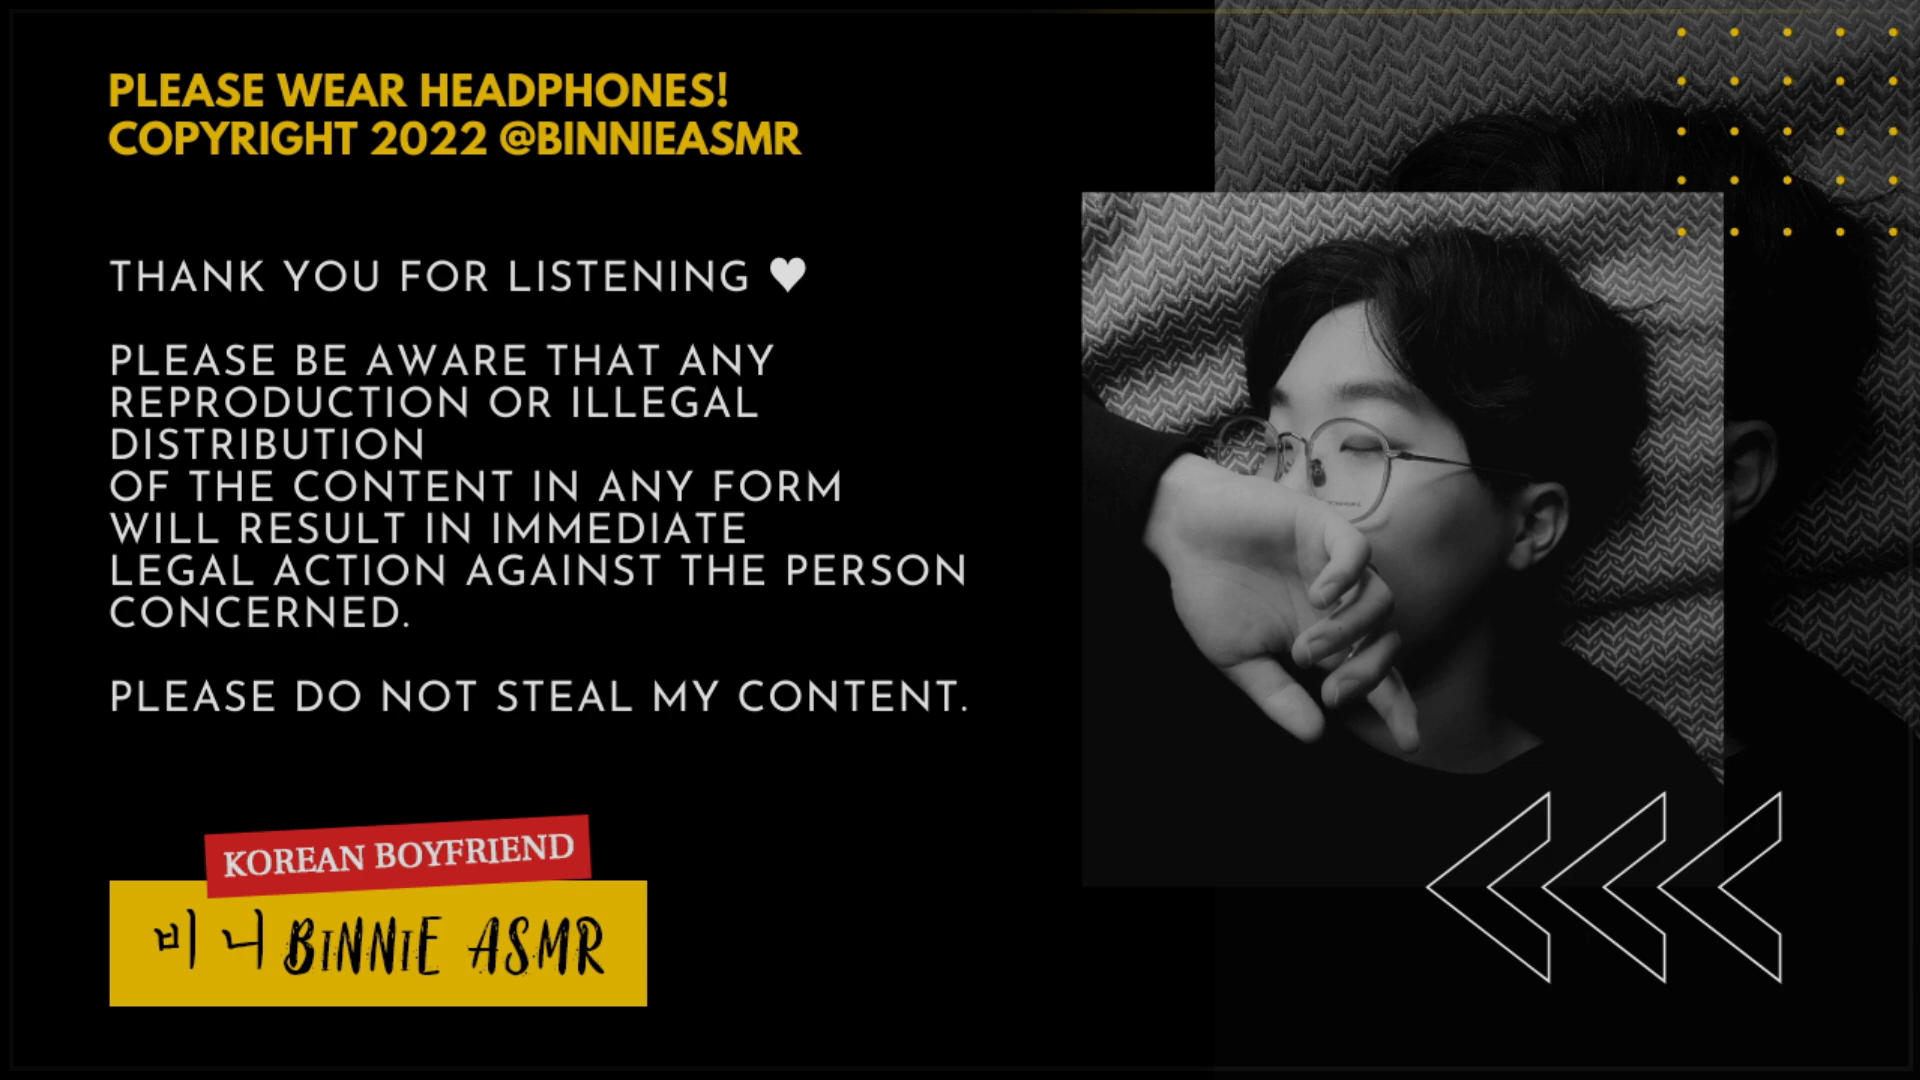 PLEASE WEAR HEADPHONES!
COPYRIGHT 2022 @BINNIEASMR
THANK YOU FOR LISTENING ♥
PLEASE BE AWARE THAT ANY
REPRODUCTION OR ILLEGAL
DISTRIBUTION
OF THE CONTENT IN ANY FORM
WILL RESULT IN IMMEDIATE
LEGAL ACTION AGAINST THE PERSON
CONCERNED.
PLEASE DO NOT STEAL MY CONTENT.
KOREAN BOYFRIEND
비니 BINNIE ASMR